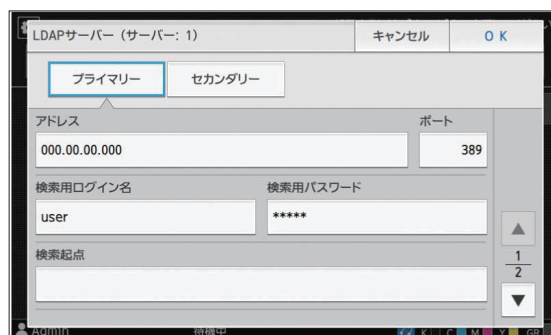 LDAPサーバー（サーバー: 1）
キャンセル
OK
プライマリー
セカンダリー
アドレス
ポート
000.00.00.000
389
検索用ログイン名
検索用パスワード
user
*****
検索起点
1
2
Admin
待機中
K C M Y GR